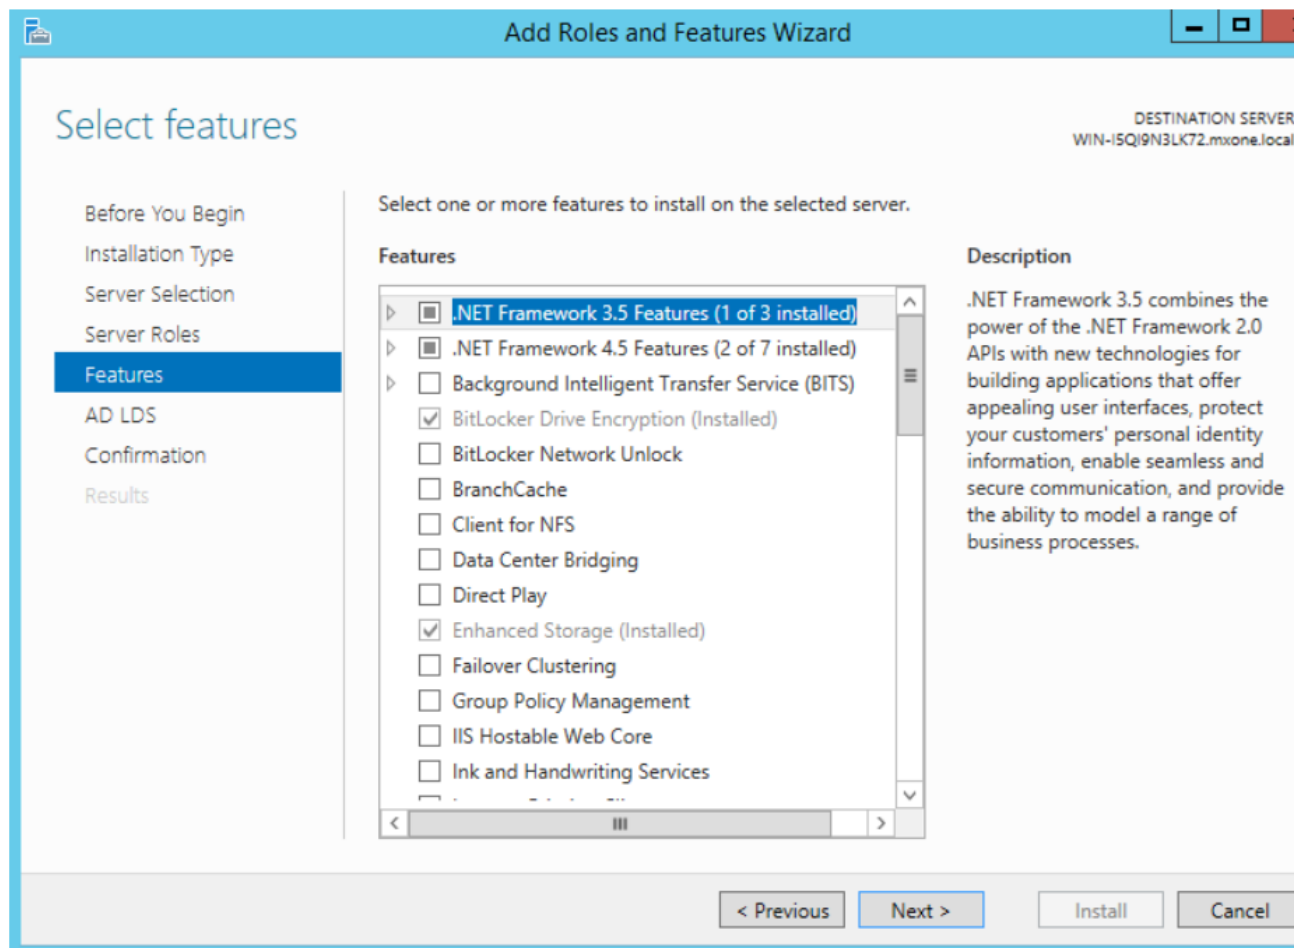 Add Roles and Features Wizard
Select features
DESTINATION SERVER
WIN-I5QI9N3LK72.mxone.local
Before You Begin
Installation Type
Server Selection
Server Roles
Features
AD LDS
Confirmation
Results
Select one or more features to install on the selected server.
Features
.NET Framework 3.5 Features (1 of 3 installed)
.NET Framework 4.5 Features (2 of 7 installed)
Background Intelligent Transfer Service (BITS)
BitLocker Drive Encryption (Installed)
BitLocker Network Unlock
BranchCache
Client for NFS
Data Center Bridging
Direct Play
Enhanced Storage (Installed)
Failover Clustering
Group Policy Management
IIS Hostable Web Core
Ink and Handwriting Services
Description
.NET Framework 3.5 combines the
power of the .NET Framework 2.0
APIs with new technologies for
building applications that offer
appealing user interfaces, protect
your customers' personal identity
information, enable seamless and
secure communication, and provide
the ability to model a range of
business processes.
< Previous
Next >
Install
Cancel